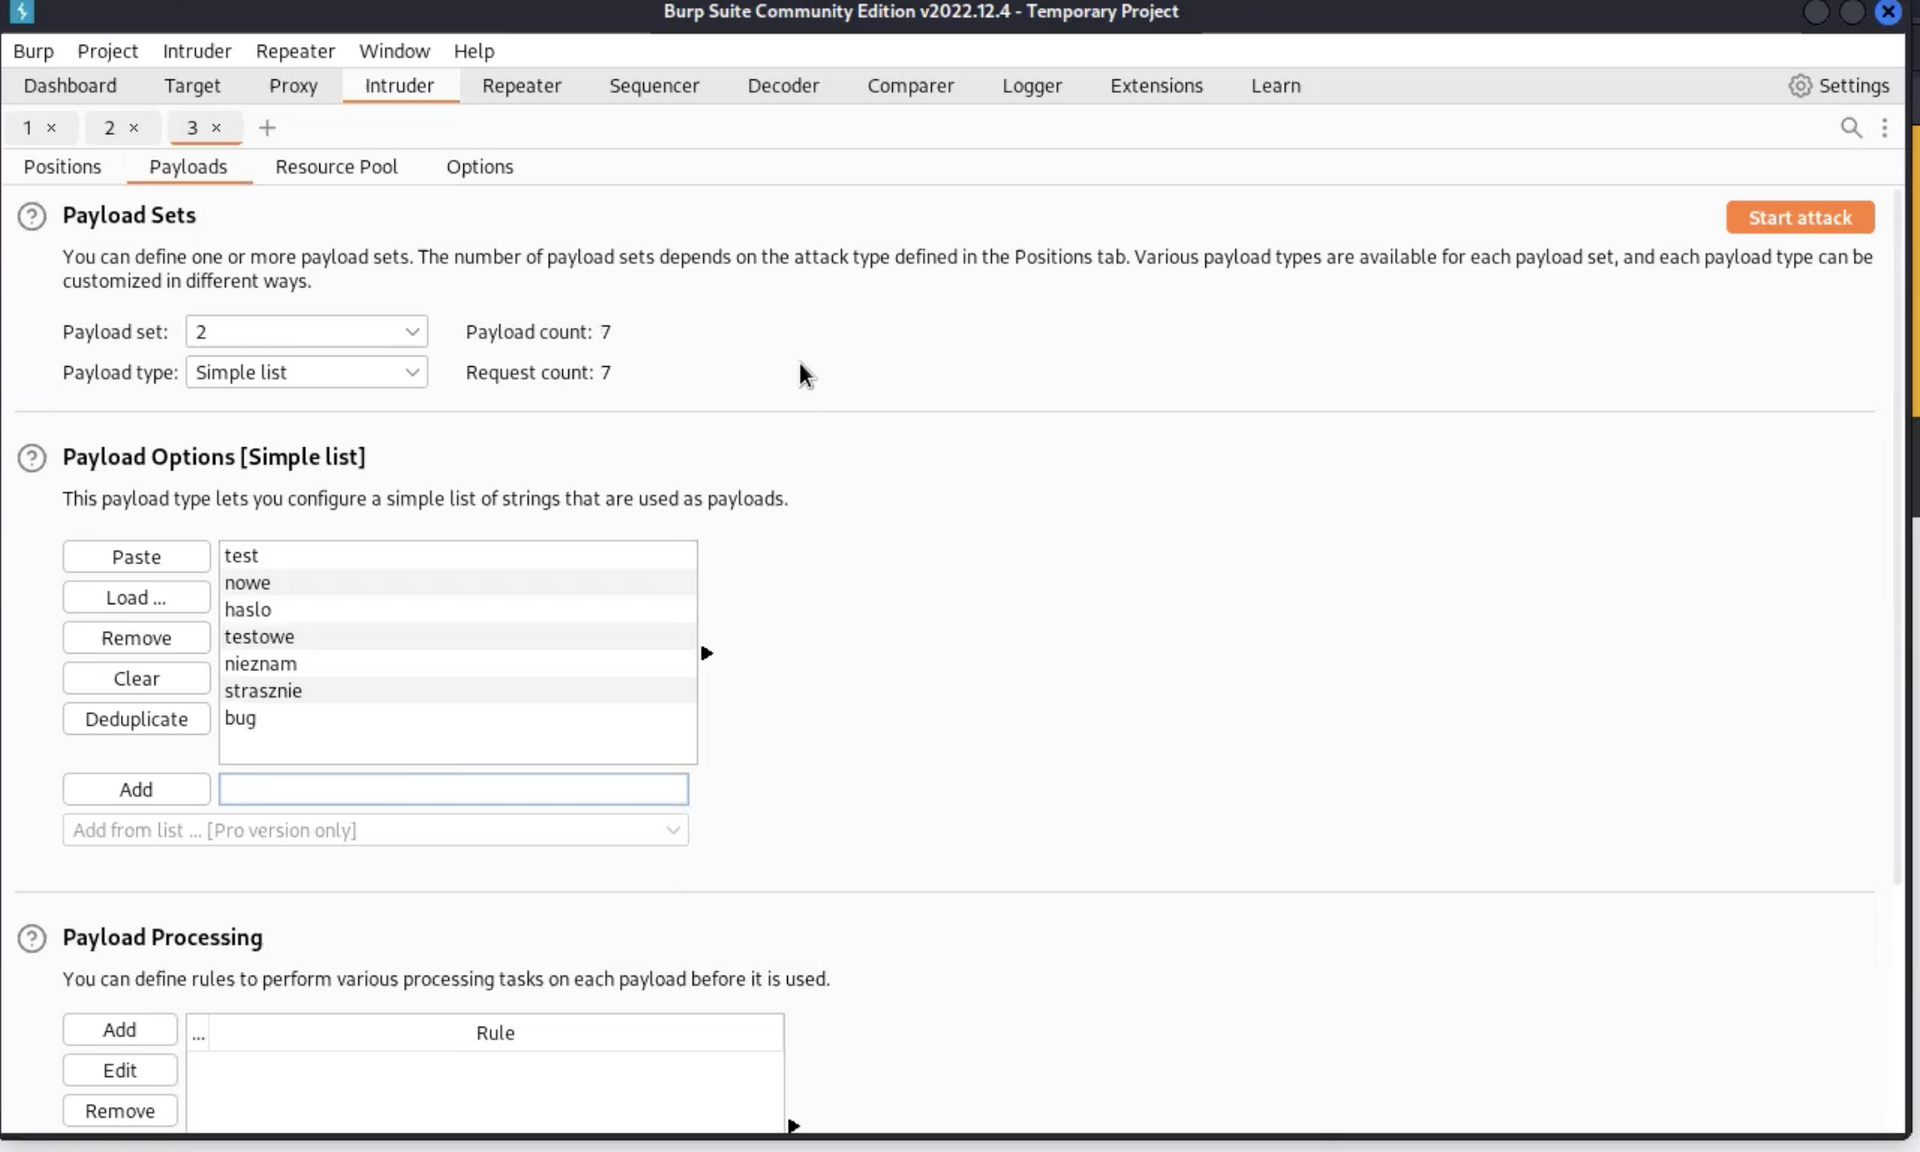 Burp Suite Community Edition v2022.12.4 - Temporary Project
Burp Project Intruder Repeater Window Help
Dashboard Target Proxy Intruder Repeater Sequencer Decoder Comparer Logger Extensions Learn Settings
1 × 2 × 3 × +
Positions Payloads Resource Pool Options
? Payload Sets Start attack
You can define one or more payload sets. The number of payload sets depends on the attack type defined in the Positions tab. Various payload types are available for each payload set, and each payload type can be
customized in different ways.
Payload set: 2 Payload count: 7
Payload type: Simple list Request count: 7
? Payload Options [Simple list]
This payload type lets you configure a simple list of strings that are used as payloads.
Paste
Load ...
Remove
Clear
Deduplicate
test
nowe
haslo
testowe
nieznam
strasznie
bug
Add
Add from list ... [Pro version only]
? Payload Processing
You can define rules to perform various processing tasks on each payload before it is used.
Add
Edit
Remove
... Rule